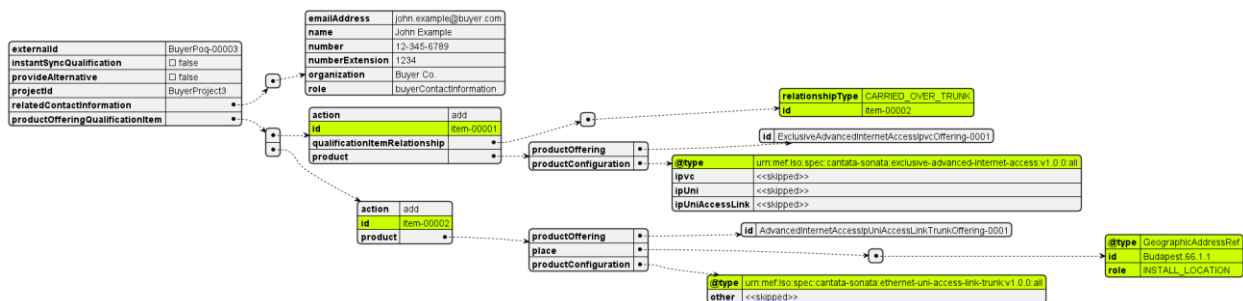 externalId BuyerPoq-00003
instantSyncQualification ☐ false
provideAlternative ☐ false
projectId BuyerProject3
relatedContactInformation
productOfferingQualificationItem
emailAddress john.example@buyer.com
name John Example
number 12-345-6789
numberExtension 1234
organization Buyer Co.
role buyerContactInformation
action add
id item-00001
qualificationItemRelationship
product
relationshipType CARRIED_OVER_TRUNK
id item-00002
productOffering
productConfiguration
id ExclusiveAdvancedInternetAccessIpvcOffering-0001
@type urn:mef:lso:spec:cantata-sonata:exclusive-advanced-internet-access:v1.0.0:all
ipvc <<skipped>>
ipUni <<skipped>>
ipUniAccessLink <<skipped>>
action add
id item-00002
product
productOffering
place
productConfiguration
id AdvancedInternetAccessIpUniAccessLinkTrunkOffering-0001
@type GeographicAddressRef
id Budapest.66.1.1
role INSTALL_LOCATION
@type urn:mef:lso:spec:cantata-sonata:ethernet-uni-access-link-trunk:v1.0.0:all
other <<skipped>>